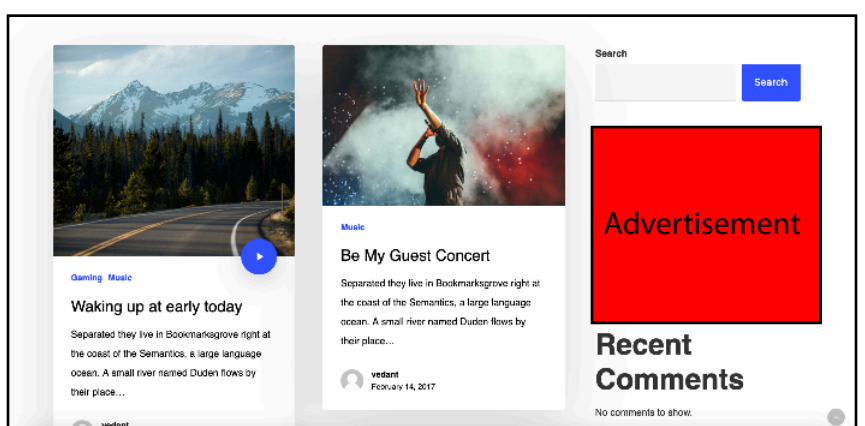 Gaming Music
Waking up at early today
Separated they live in Bookmarksgrove right at
the coast of the Semantics, a large language
ocean. A small river named Duden flows by
their place...
vedant
Music
Be My Guest Concert
Separated they live in Bookmarksgrove right at
the coast of the Semantics, a large language
ocean. A small river named Duden flows by
their place...
vedant
February 14, 2017
Search
Search
Advertisement
Recent
Comments
No comments to show.